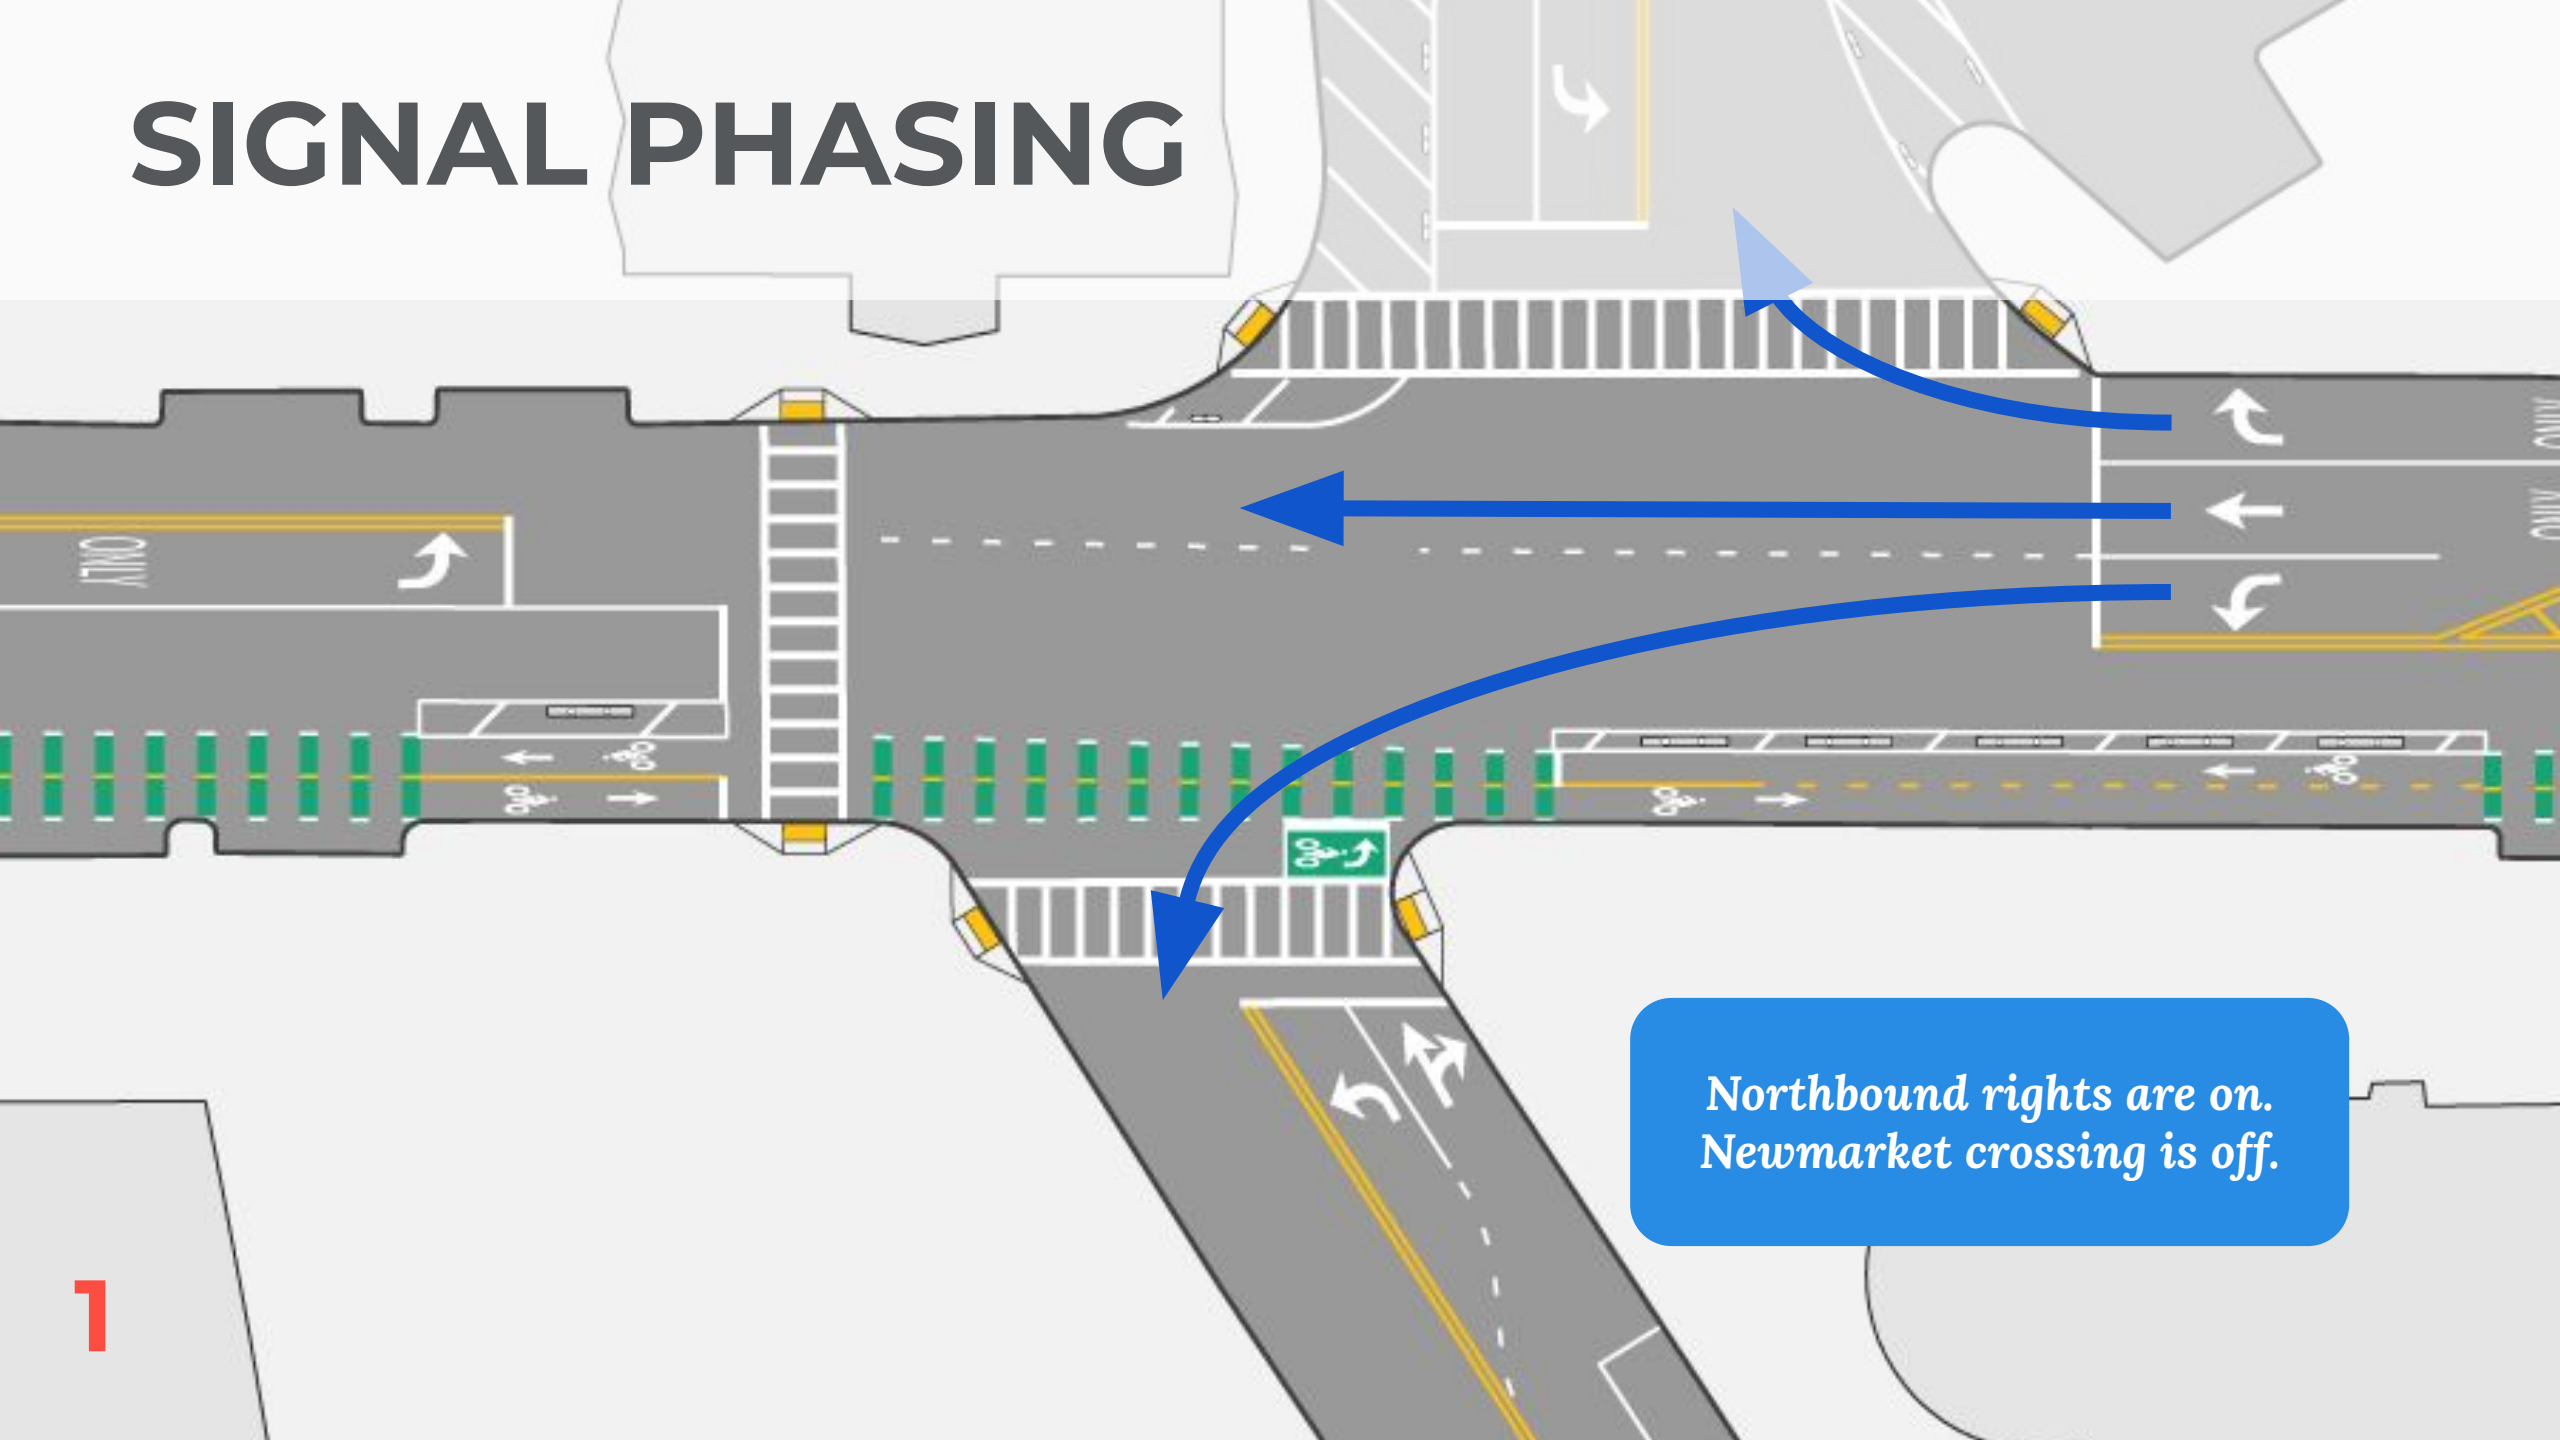 SIGNAL PHASING
ONLY
ONLY
ONLY
Northbound rights are on.
Newmarket crossing is off.
1